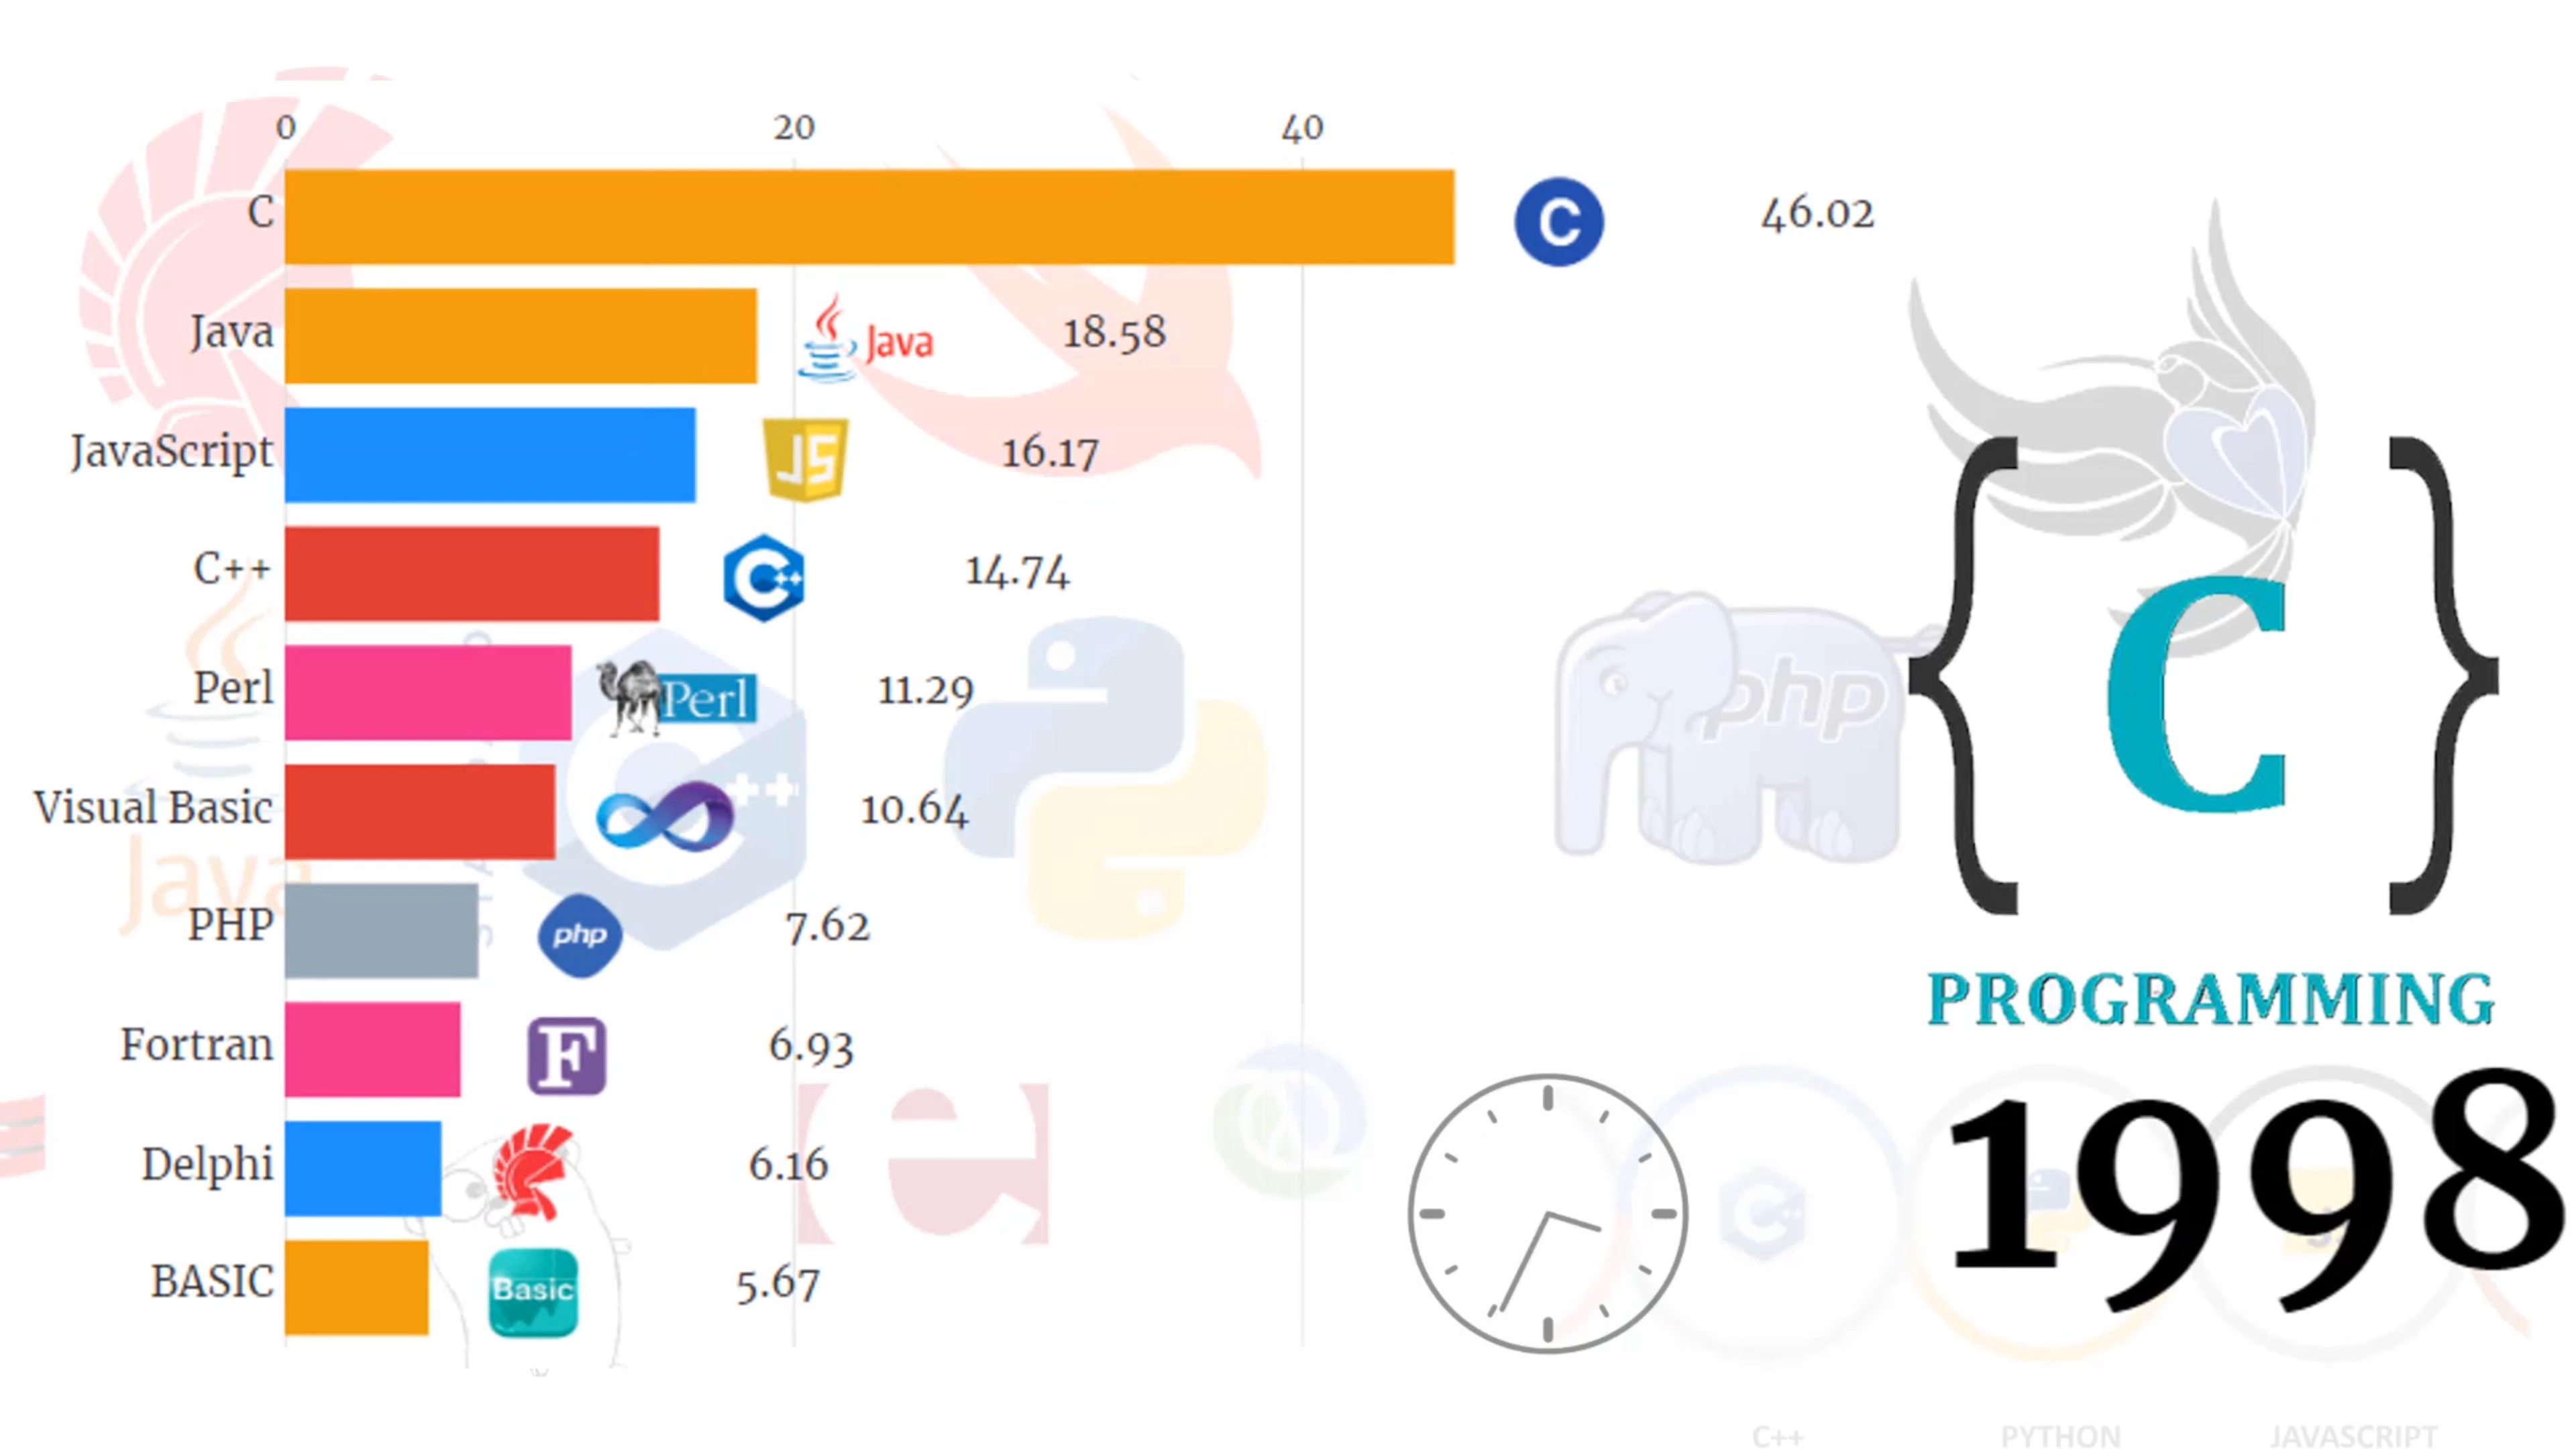 0 20 40
C C 46.02
Java Java 18.58
JavaScript JS 16.17
C++ C++ 14.74
Perl Perl 11.29
Visual Basic 10.64
PHP php 7.62
Fortran F 6.93
Delphi 6.16
BASIC Basic 5.67
Java
C++
php
{ C }
PROGRAMMING
1998
e
C++ PYTHON JAVASCRIPT